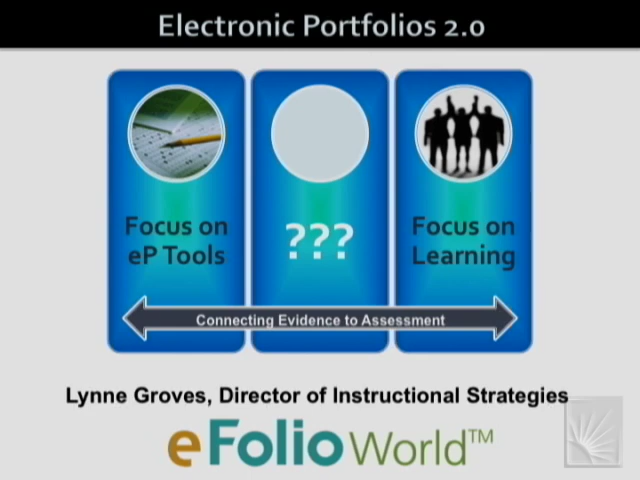 Electronic Portfolios 2.0
Focus on
eP Tools
???
Focus on
Learning
Connecting Evidence to Assessment
Lynne Groves, Director of Instructional Strategies
eFolioWorld™